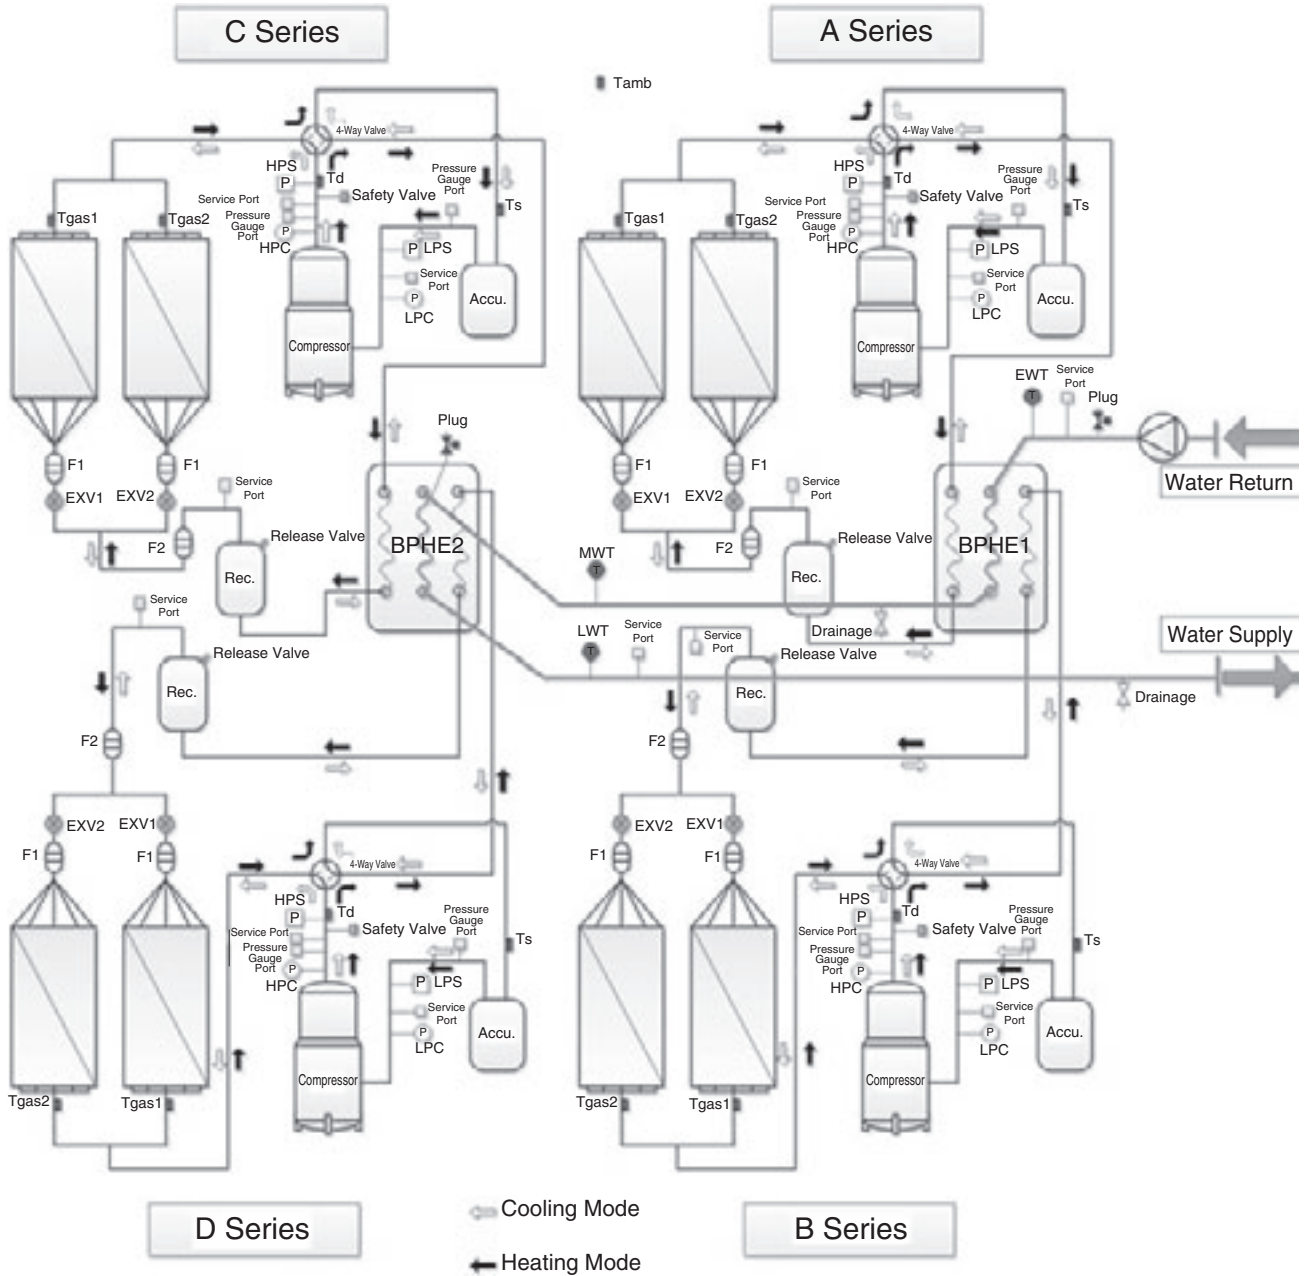 C Series
A Series
Tamb
4-Way Valve
HPS
P
Td
Pressure
Gauge
Port
Service Port
Safety Valve
Pressure
Gauge
Port
P
HPC
Ts
Tgas1
Tgas2
P
LPS
Service
Port
P
LPC
Accu.
Compressor
4-Way Valve
HPS
P
Td
Pressure
Gauge
Port
Service Port
Safety Valve
Pressure
Gauge
Port
P
HPC
Ts
Tgas1
Tgas2
P
LPS
Service
Port
P
LPC
Accu.
Compressor
Plug
F1
F1
EXV1
EXV2
Service
Port
F2
Release Valve
Rec.
BPHE2
EWT
T
Service
Port
Plug
Water Return
F1
F1
EXV1
EXV2
Service
Port
F2
Release Valve
Rec.
BPHE1
MWT
T
Drainage
LWT
T
Service
Port
Water Supply
Drainage
Service
Port
Release Valve
Rec.
F2
EXV2
EXV1
F1
F1
Service
Port
Release Valve
Rec.
F2
EXV2
EXV1
F1
F1
4-Way Valve
HPS
P
Td
Pressure
Gauge
Port
Service Port
Safety Valve
Pressure
Gauge
Port
P
HPC
Ts
P
LPS
Service
Port
P
LPC
Accu.
Compressor
Tgas2
Tgas1
4-Way Valve
HPS
P
Td
Pressure
Gauge
Port
Service Port
Safety Valve
Pressure
Gauge
Port
P
HPC
Ts
P
LPS
Service
Port
P
LPC
Accu.
Compressor
Tgas2
Tgas1
D Series
Cooling Mode
Heating Mode
B Series